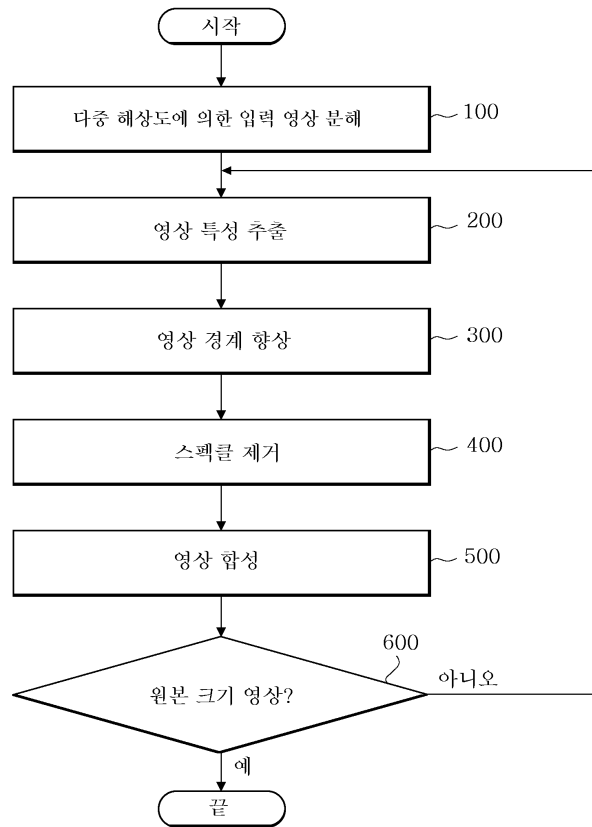 시작
다중 해상도에 의한 입력 영상 분해
100
영상 특성 추출
200
영상 경계 향상
300
스펙클 제거
400
영상 합성
500
600
원본 크기 영상?
아니오
예
끝